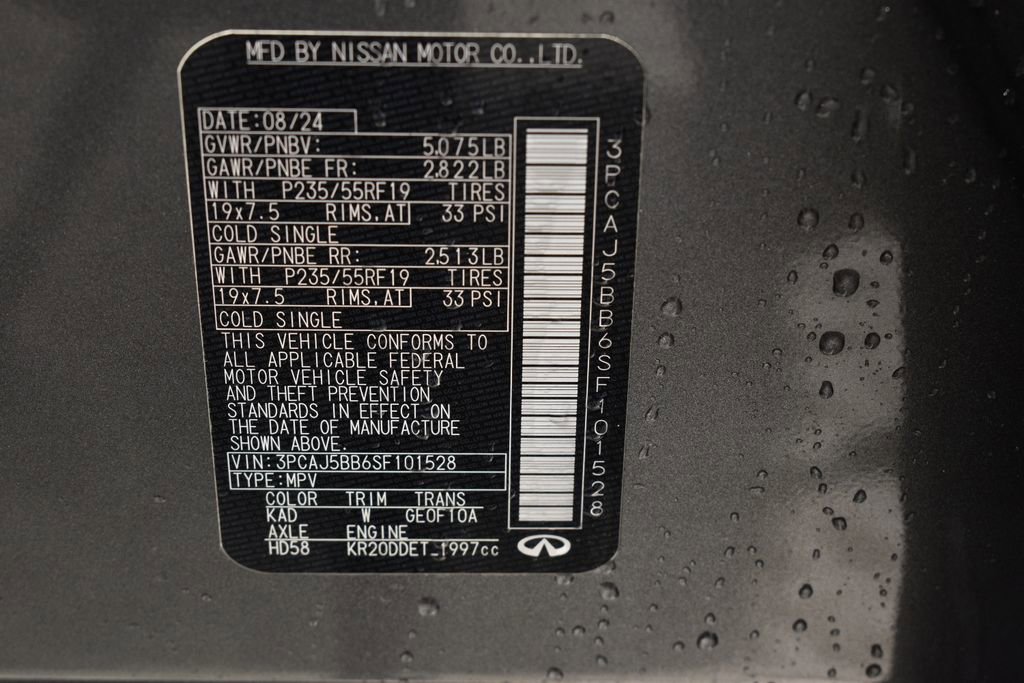 MFD BY NISSAN MOTOR CO.,LTD.
DATE:08/24
GVWR/PNBV: 5,075LB
GAWR/PNBE FR: 2,822LB
WITH P235/55RF19 TIRES
19x7.5 RIMS,AT 33 PSI
COLD SINGLE
GAWR/PNBE RR: 2,513LB
WITH P235/55RF19 TIRES
19x7.5 RIMS,AT 33 PSI
COLD SINGLE
THIS VEHICLE CONFORMS TO
ALL APPLICABLE FEDERAL
MOTOR VEHICLE SAFETY
AND THEFT PREVENTION
STANDARDS IN EFFECT ON
THE DATE OF MANUFACTURE
SHOWN ABOVE.
VIN:3PCAJ5BB6SF101528
TYPE:MPV
COLOR TRIM TRANS
KAD W GE0F10A
AXLE ENGINE
HD58 KR20DDET_1997cc
3PCAJ5BB6SF101528